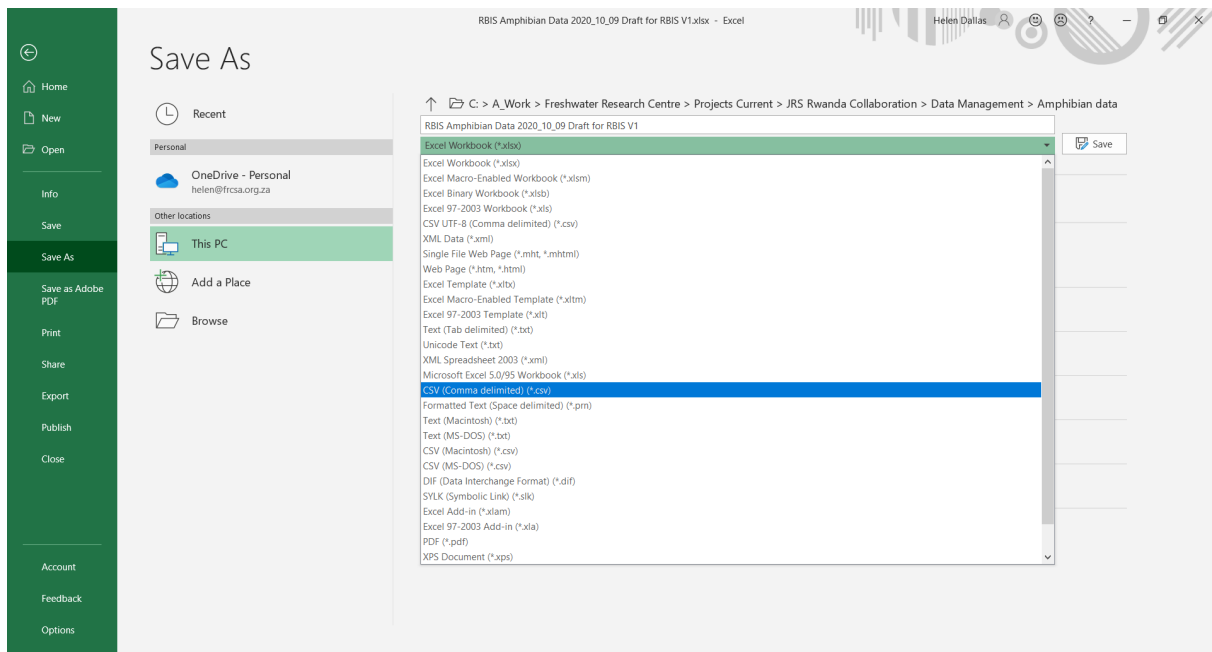 RBIS Amphibian Data 2020_10_09 Draft for RBIS V1.xlsx - Excel
Helen Dallas
?
Home
New
Open
Info
Save
Save As
Save as Adobe
PDF
Print
Share
Export
Publish
Close
Account
Feedback
Options
Save As
Recent
Personal
OneDrive - Personal
helen@frcsa.org.za
Other locations
This PC
Add a Place
Browse
C: > A_Work > Freshwater Research Centre > Projects Current > JRS Rwanda Collaboration > Data Management > Amphibian data
RBIS Amphibian Data 2020_10_09 Draft for RBIS V1
Excel Workbook (*.xlsx)
Save
Excel Workbook (*.xlsx)
Excel Macro-Enabled Workbook (*.xlsm)
Excel Binary Workbook (*.xlsb)
Excel 97-2003 Workbook (*.xls)
CSV UTF-8 (Comma delimited) (*.csv)
XML Data (*.xml)
Single File Web Page (*.mht, *.mhtml)
Web Page (*.htm, *.html)
Excel Template (*.xltx)
Excel Macro-Enabled Template (*.xltm)
Excel 97-2003 Template (*.xlt)
Text (Tab delimited) (*.txt)
Unicode Text (*.txt)
XML Spreadsheet 2003 (*.xml)
Microsoft Excel 5.0/95 Workbook (*.xls)
CSV (Comma delimited) (*.csv)
Formatted Text (Space delimited) (*.prn)
Text (Macintosh) (*.txt)
Text (MS-DOS) (*.txt)
CSV (Macintosh) (*.csv)
CSV (MS-DOS) (*.csv)
DIF (Data Interchange Format) (*.dif)
SYLK (Symbolic Link) (*.slk)
Excel Add-in (*.xlam)
Excel 97-2003 Add-in (*.xla)
PDF (*.pdf)
XPS Document (*.xps)